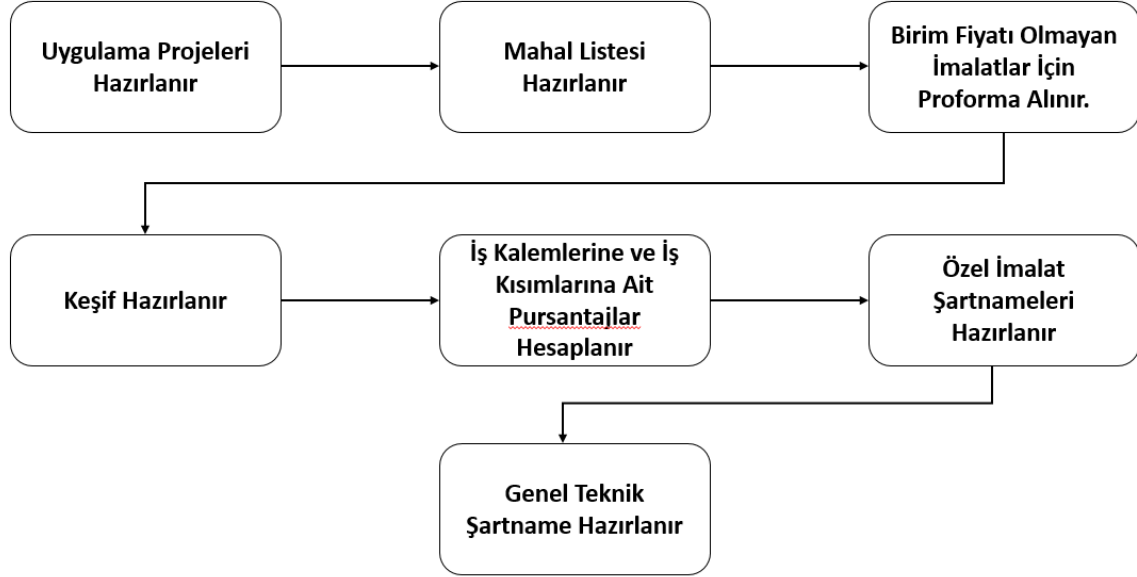 Uygulama Projeleri
Hazırlanır
Mahal Listesi
Hazırlanır
Birim Fiyatı Olmayan
İmalatlar İçin
Proforma Alınır.
Keşif Hazırlanır
İş Kalemlerine ve İş
Kısımlarına Ait
Pursantajlar
Hesaplanır
Özel İmalat
Şartnameleri
Hazırlanır
Genel Teknik
Şartname Hazırlanır